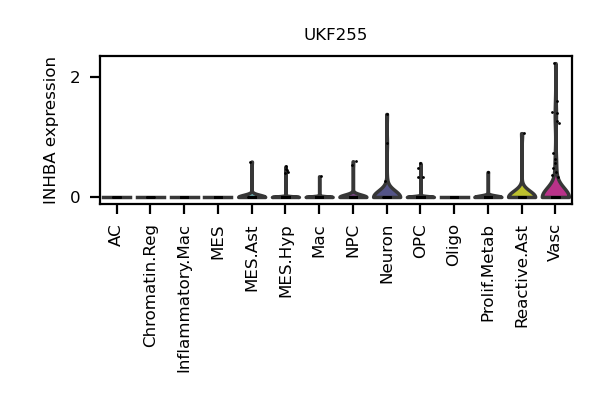 UKF255
INHBA expression
2
0
AC
Chromatin.Reg
Inflammatory.Mac
MES
MES.Ast
MES.Hyp
Mac
NPC
Neuron
OPC
Oligo
Prolif.Metab
Reactive.Ast
Vasc